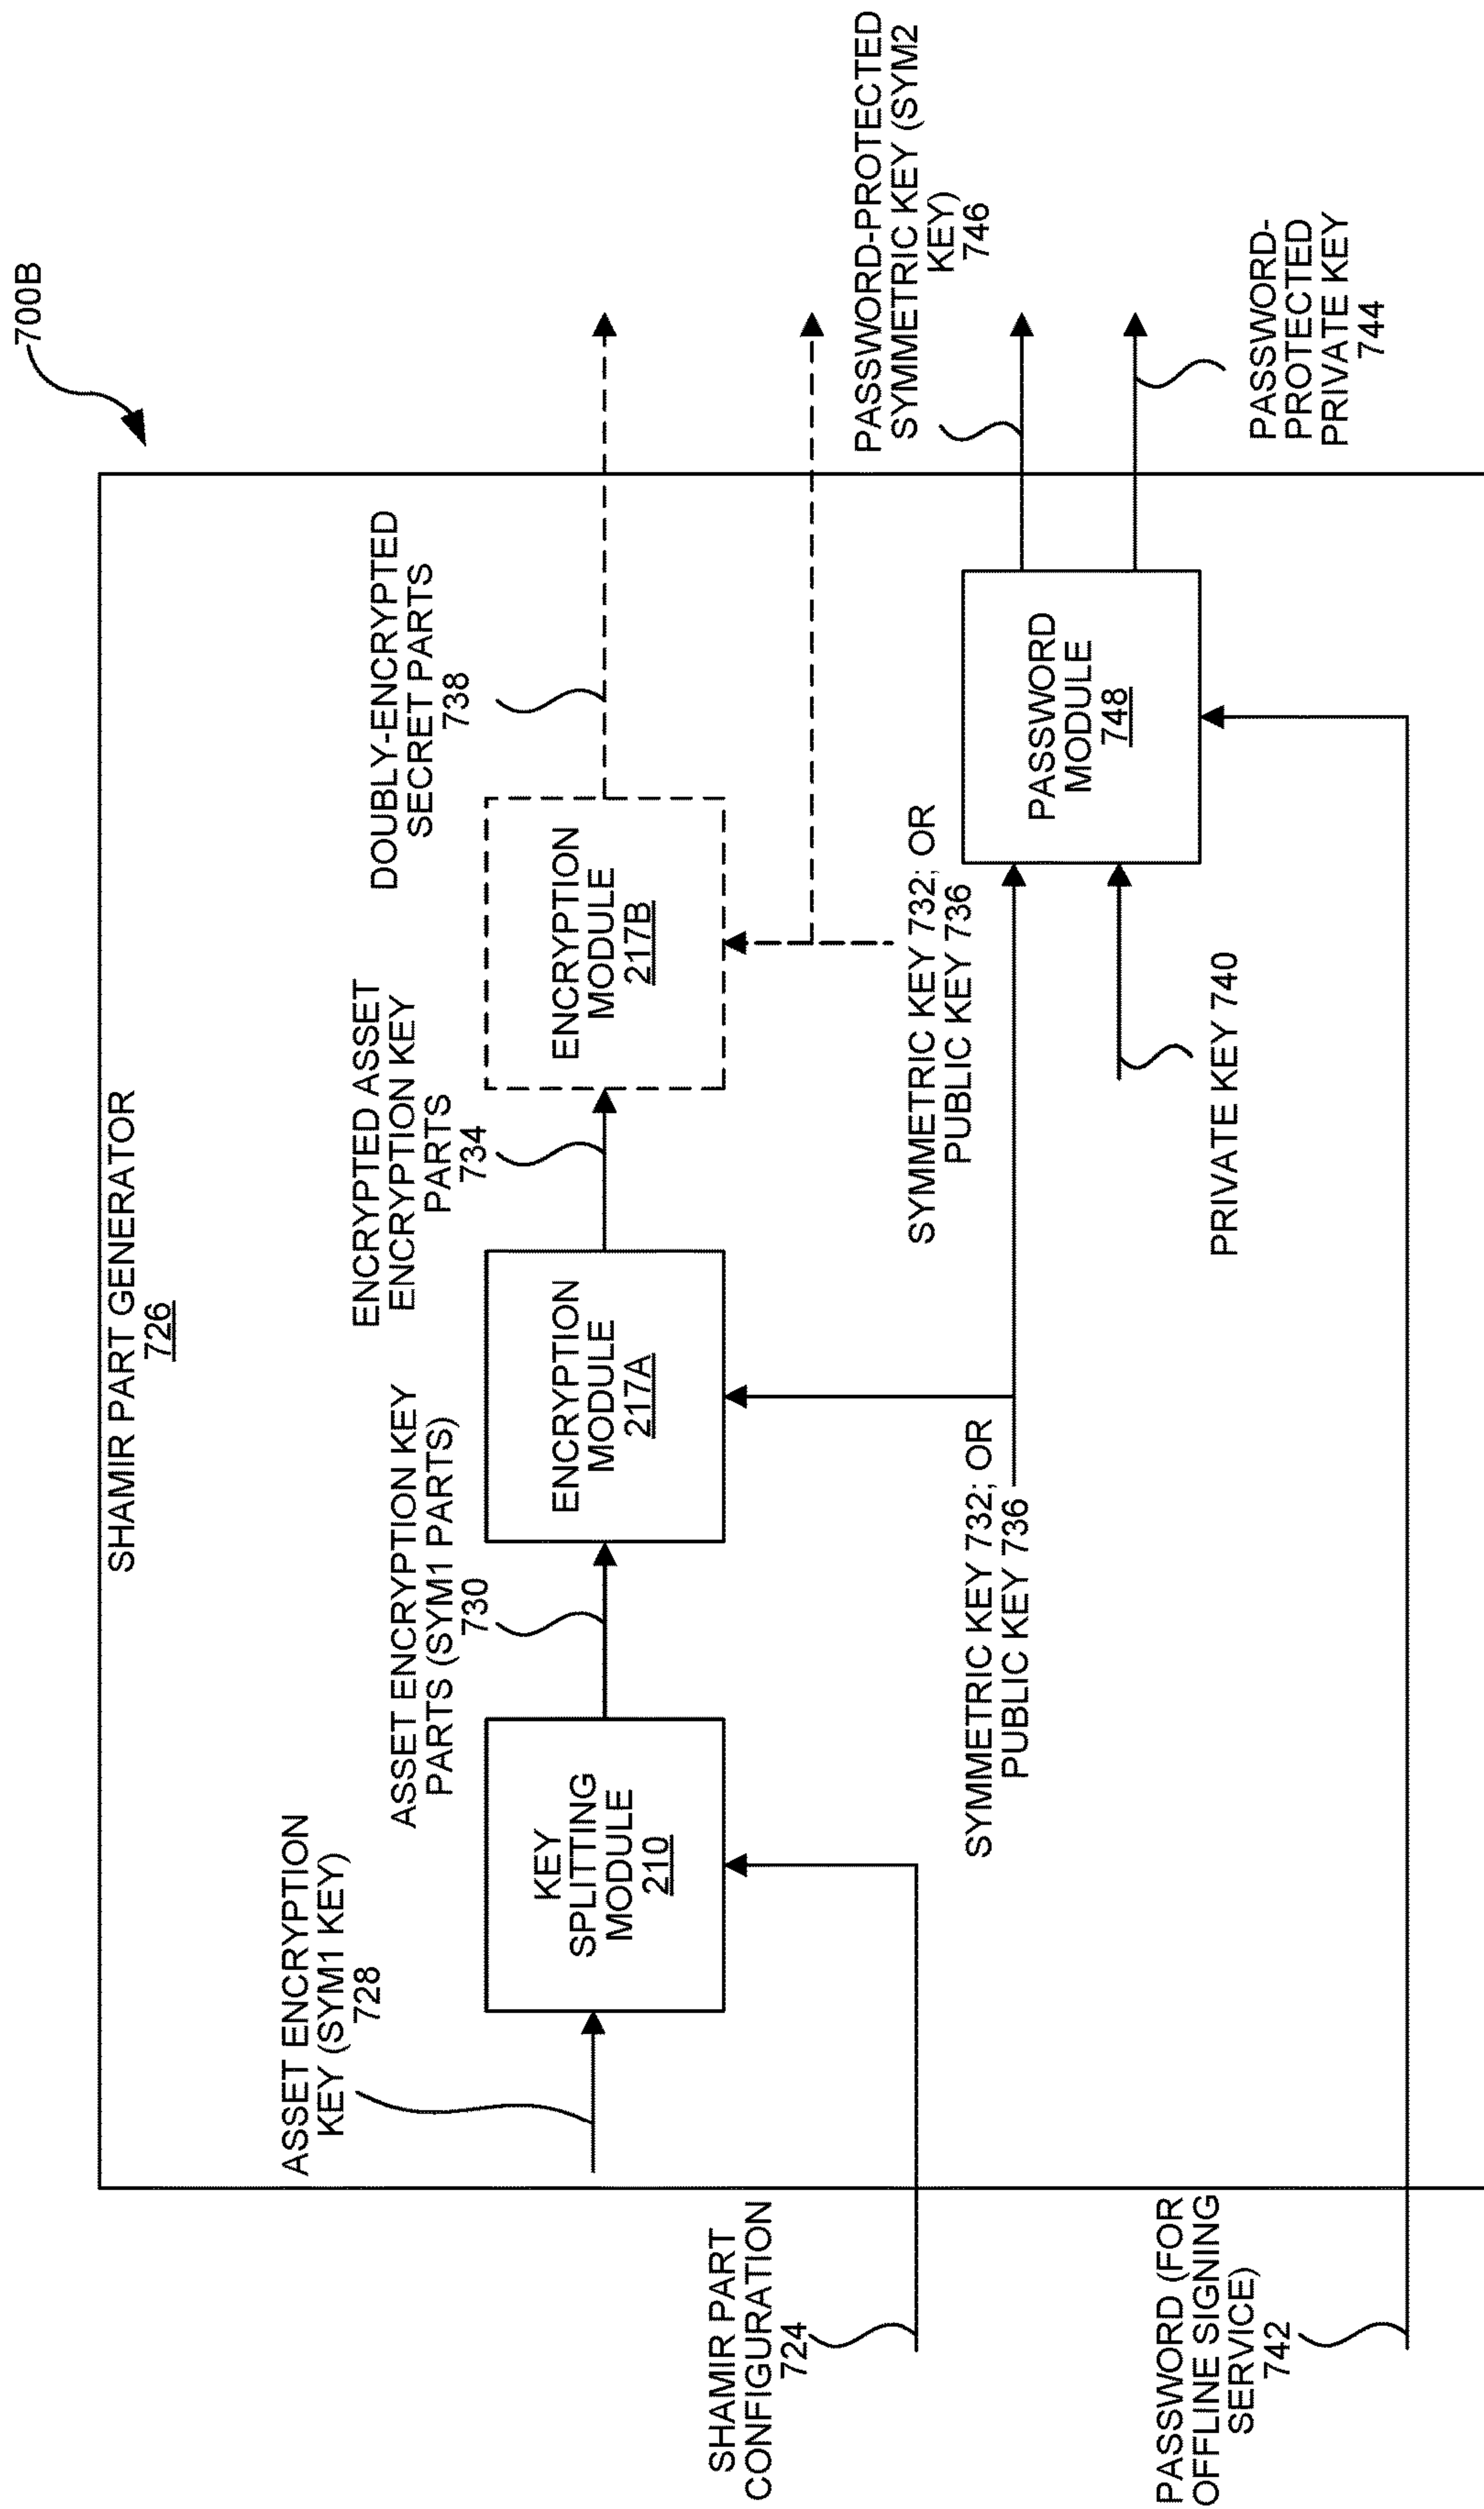 700B
SHAMIR PART GENERATOR
726
ASSET ENCRYPTION
KEY (SYM1 KEY)
728
KEY
SPLITTING
MODULE
210
ASSET ENCRYPTION KEY
PARTS (SYM1 PARTS)
730
ENCRYPTION
MODULE
217A
ENCRYPTED ASSET
ENCRYPTION KEY
PARTS
734
ENCRYPTION
MODULE
217B
DOUBLY-ENCRYPTED
SECRET PARTS
738
SHAMIR PART
CONFIGURATION
724
SYMMETRIC KEY 732; OR
PUBLIC KEY 736
SYMMETRIC KEY 732; OR
PUBLIC KEY 736
PRIVATE KEY 740
PASSWORD
MODULE
748
PASSWORD-PROTECTED
SYMMETRIC KEY (SYM2
KEY)
746
PASSWORD-
PROTECTED
PRIVATE KEY
744
PASSWORD (FOR
OFFLINE SIGNING
SERVICE)
742